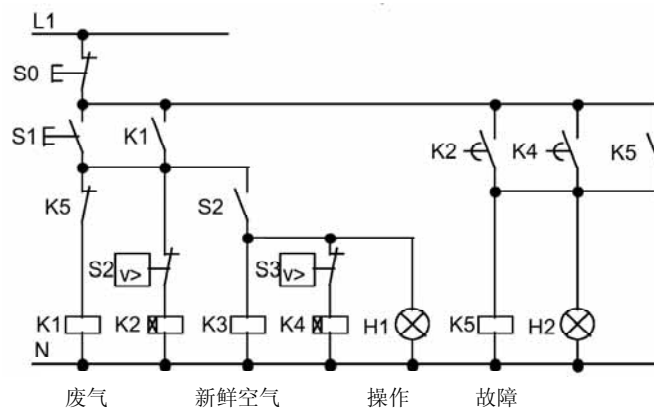 L1
S0
S1 K1 K2 K4 K5
K5 S2
S2 v> S3 v>
K1 K2 K3 K4 H1 K5 H2
N
废气 新鲜空气 操作 故障